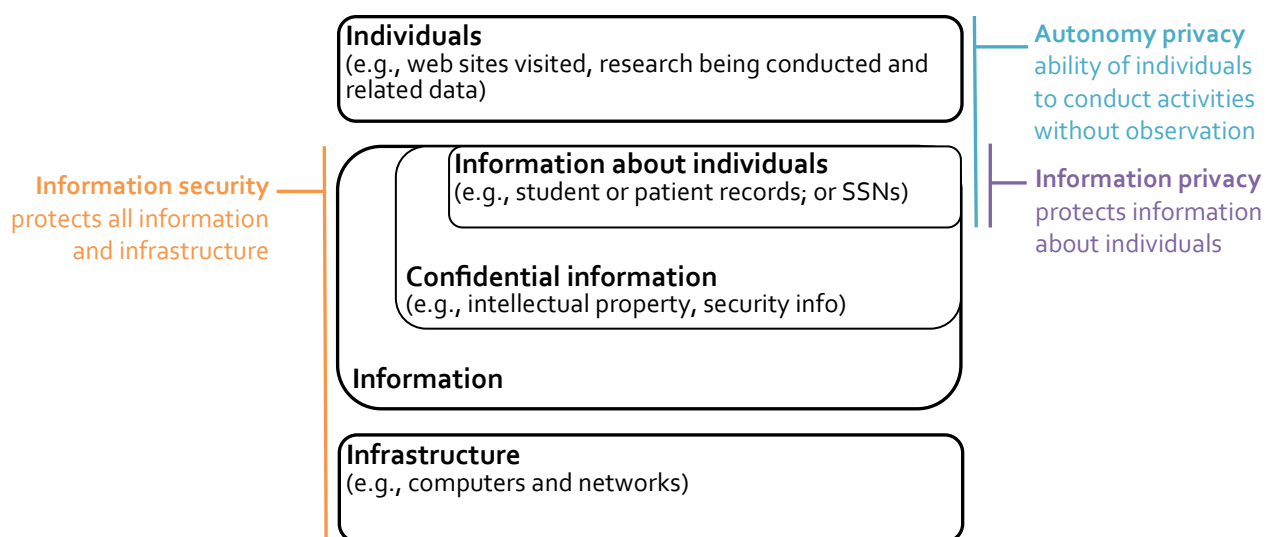 Individuals
(e.g., web sites visited, research being conducted and
related data)
Autonomy privacy
ability of individuals
to conduct activities
without observation
Information security
protects all information
and infrastructure
Information about individuals
(e.g., student or patient records; or SSNs)
Information privacy
protects information
about individuals
Confidential information
(e.g., intellectual property, security info)
Information
Infrastructure
(e.g., computers and networks)